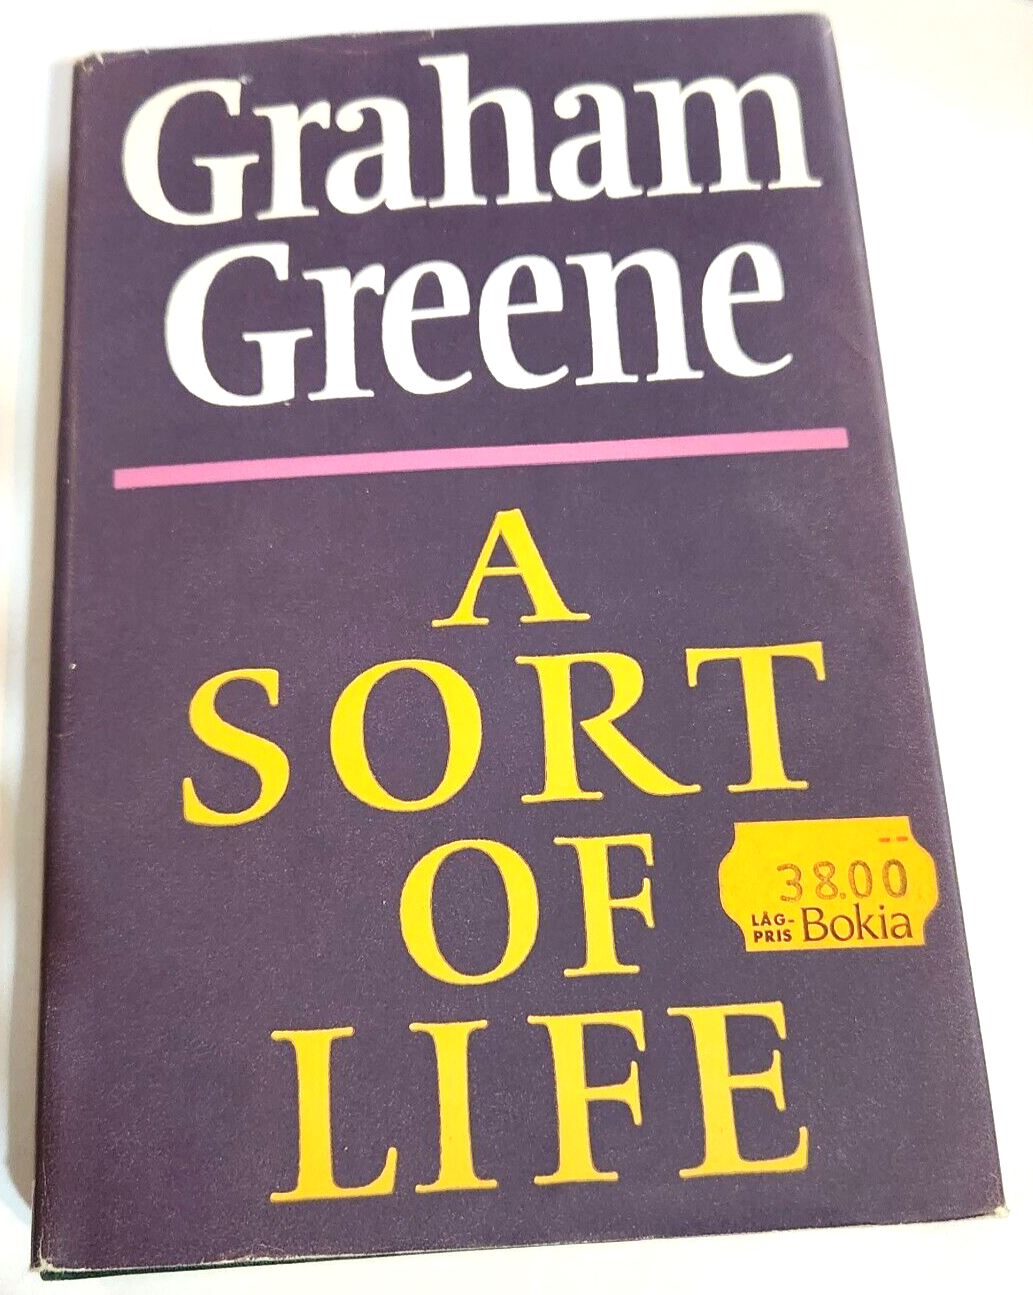 Graham
Greene
A
SORT
OF
LIFE
--
38.00
LÅG-
PRIS Bokia